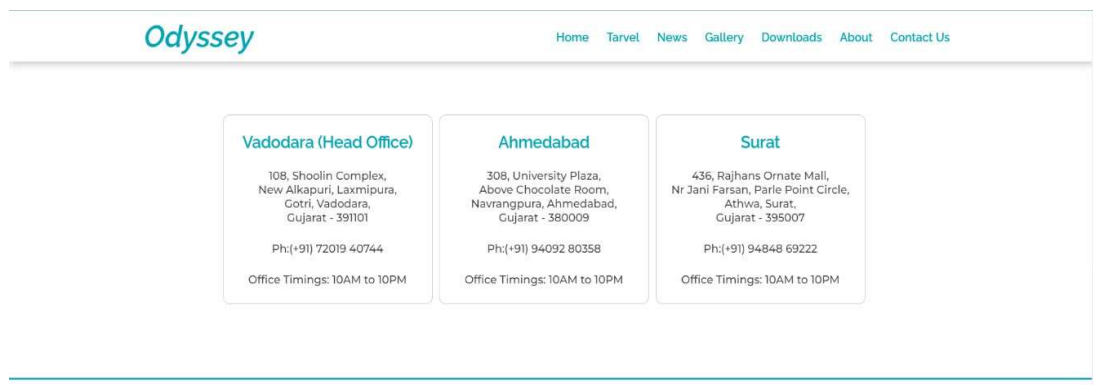 Odyssey
Home Tarvel News Gallery Downloads About Contact Us
Vadodara (Head Office)
108, Shoolin Complex,
New Alkapuri, Laxmipura,
Gotri, Vadodara,
Gujarat - 391101
Ph:(+91) 72019 40744
Office Timings: 10AM to 10PM
Ahmedabad
308, University Plaza,
Above Chocolate Room,
Navrangpura, Ahmedabad,
Gujarat - 380009
Ph:(+91) 94092 80358
Office Timings: 10AM to 10PM
Surat
436, Rajhans Ornate Mall,
Nr Jani Farsan, Parle Point Circle,
Athwa, Surat,
Gujarat - 395007
Ph:(+91) 94848 69222
Office Timings: 10AM to 10PM